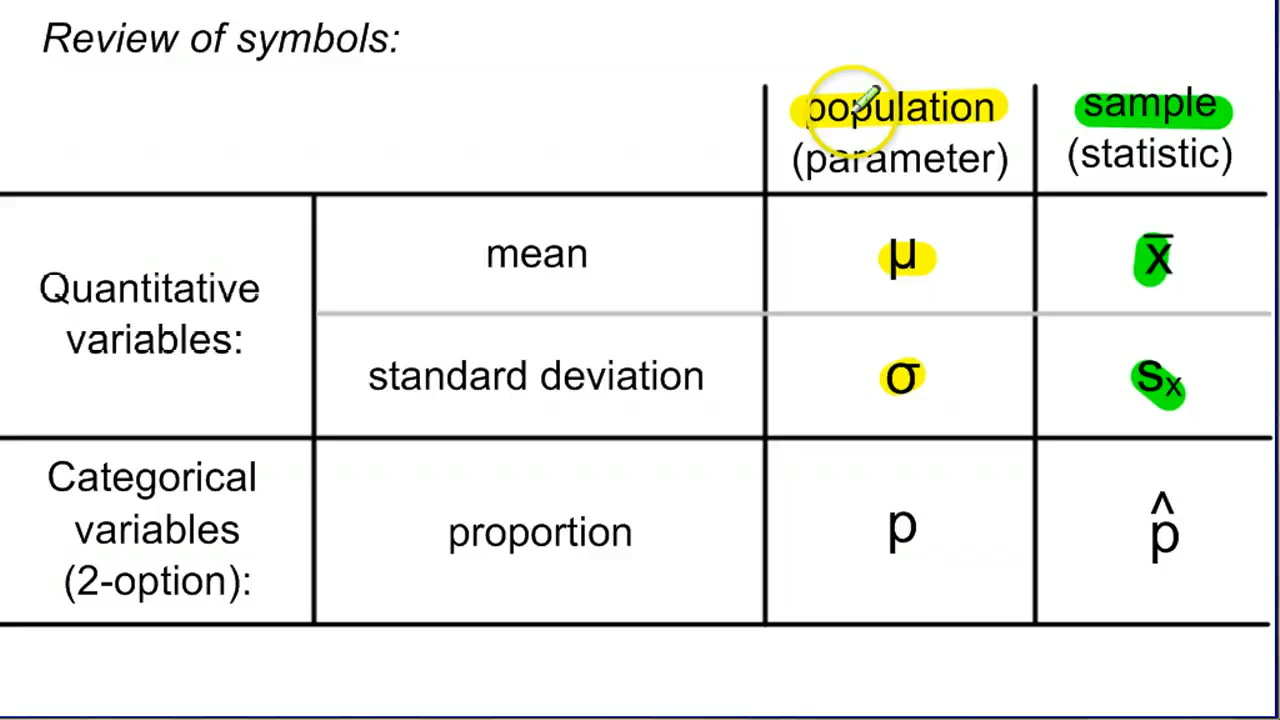 Review of symbols:
population sample
(parameter) (statistic)
Quantitative
variables:
mean µ x̅
standard deviation σ sₓ
Categorical
variables
(2-option):
proportion p p̂